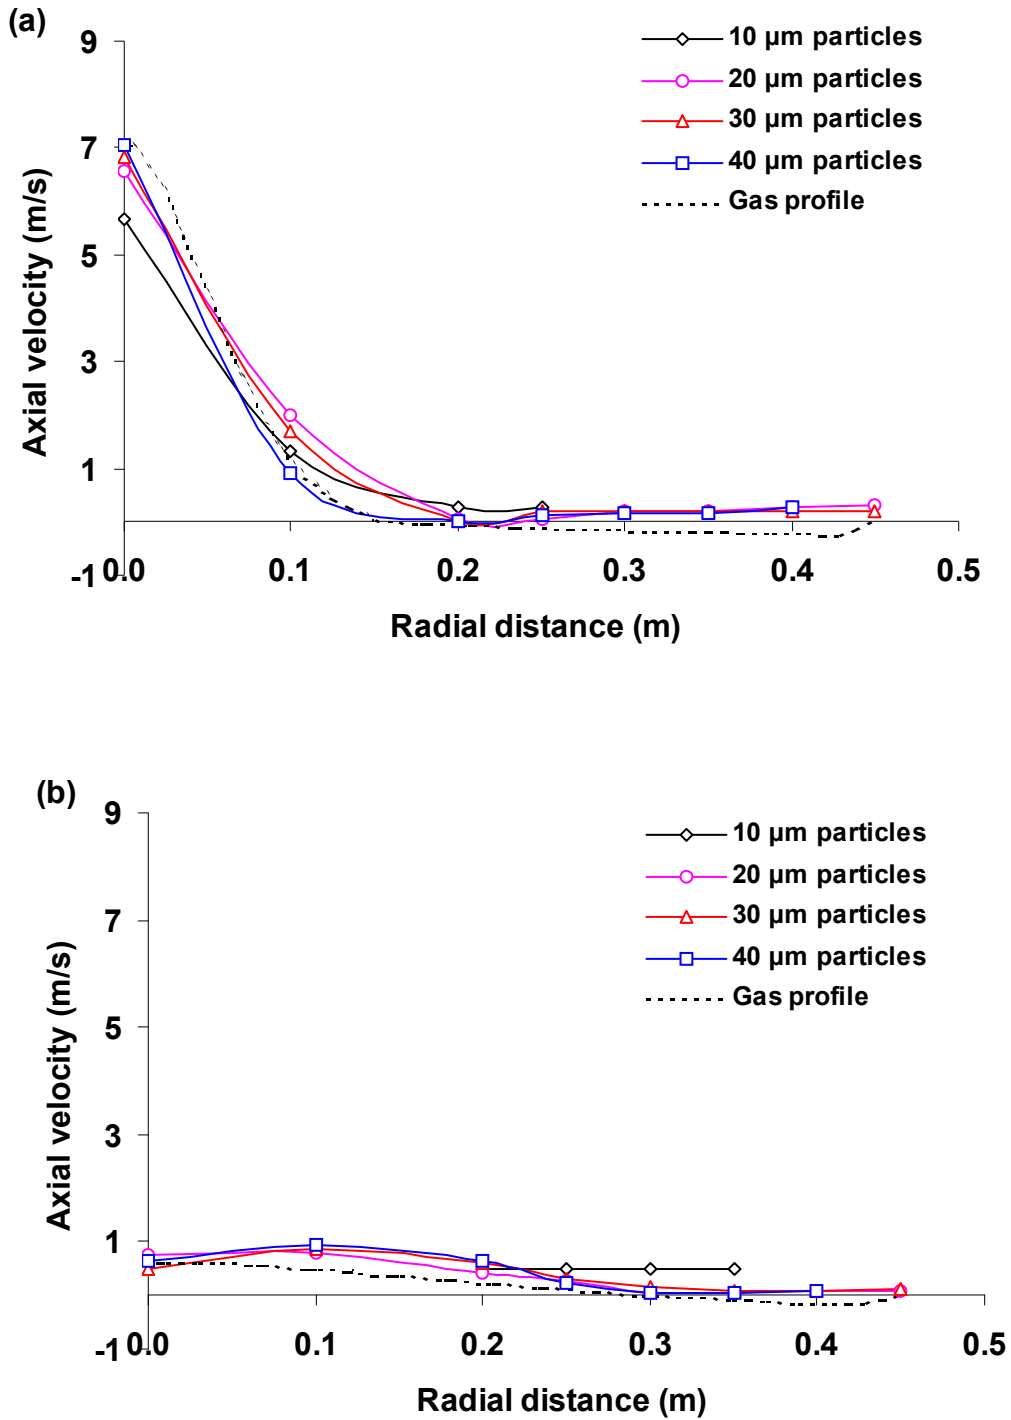 (a)
9
7
5
3
1
-1
Axial velocity (m/s)
10 µm particles
20 µm particles
30 µm particles
40 µm particles
Gas profile
0.0 0.1 0.2 0.3 0.4 0.5
Radial distance (m)
(b)
9
7
5
3
1
-1
Axial velocity (m/s)
10 µm particles
20 µm particles
30 µm particles
40 µm particles
Gas profile
0.0 0.1 0.2 0.3 0.4 0.5
Radial distance (m)